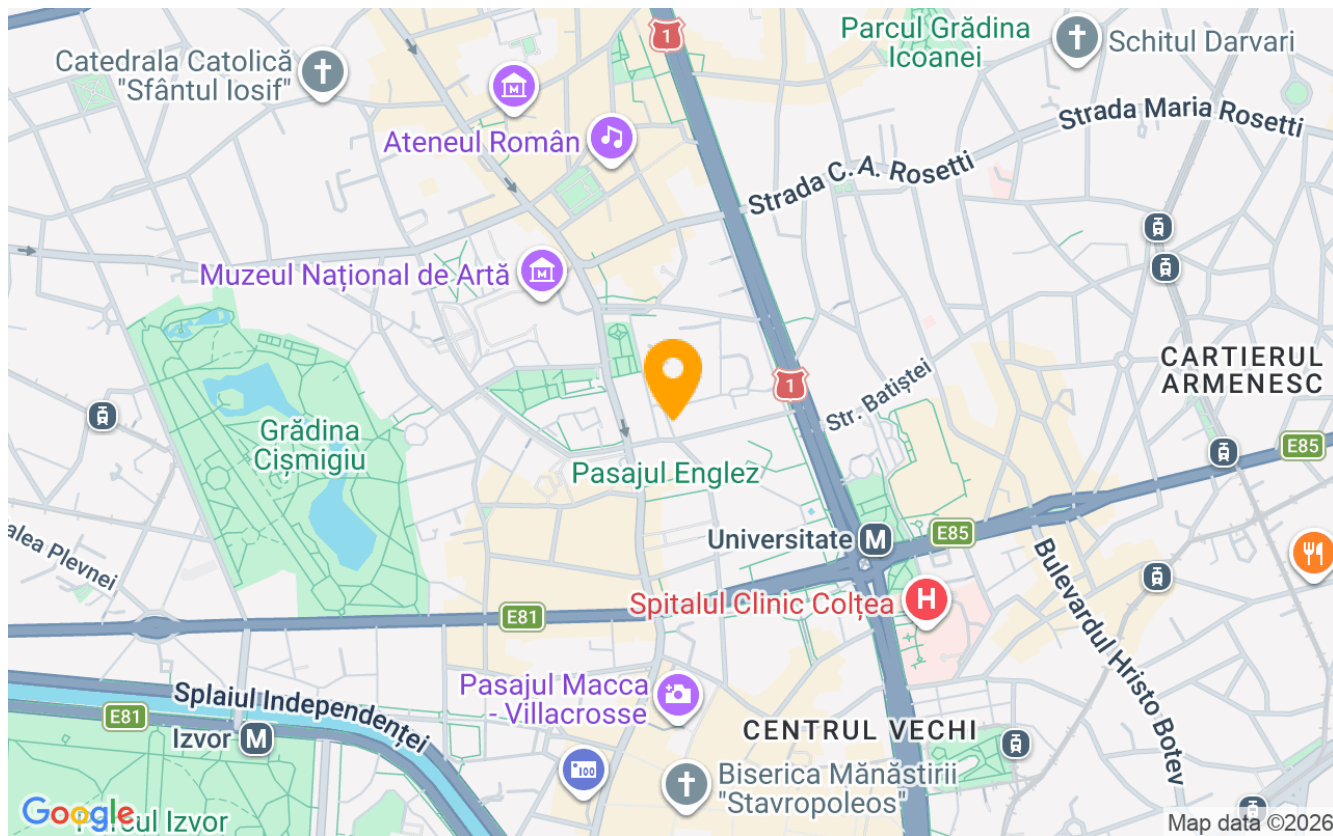 1
Parcul Grădina
Icoanei
Schitul Darvari
Catedrala Catolică
"Sfântul Iosif"
Strada Maria Rosetti
Ateneul Român
Strada C. A. Rosetti
Muzeul Național de Artă
CARTIERUL
ARMENESC
1
Str. Batiștei
Grădina
Cișmigiu
E85
Pasajul Englez
Universitate M
E85
alea Plevnei
Spitalul Clinic Colțea H
E81
Bulevardul Hristo Botev
Pasajul Macca
- Villacrosse
Splaiul Independenței
E81
Izvor M
CENTRUL VECHI
100
Biserica Mănăstirii
"Stavropoleos"
Google
Parcul Izvor
Map data ©2026